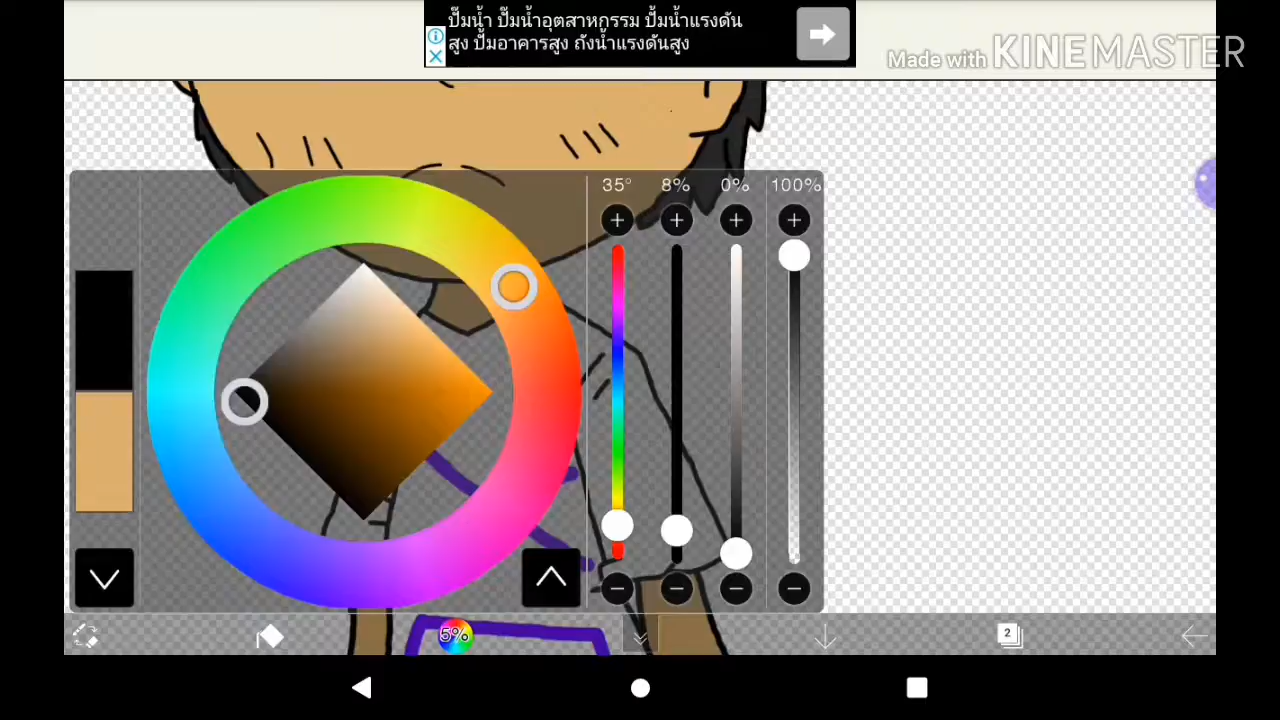 ปั๊มน้ำ ปั๊มน้ำอุตสาหกรรม ปั้มน้ำแรงดัน
สูง ปั้มอาคารสูง ถังน้ำแรงดันสูง
Made with KINEMASTER
35° 8% 0% 100%
5%
2